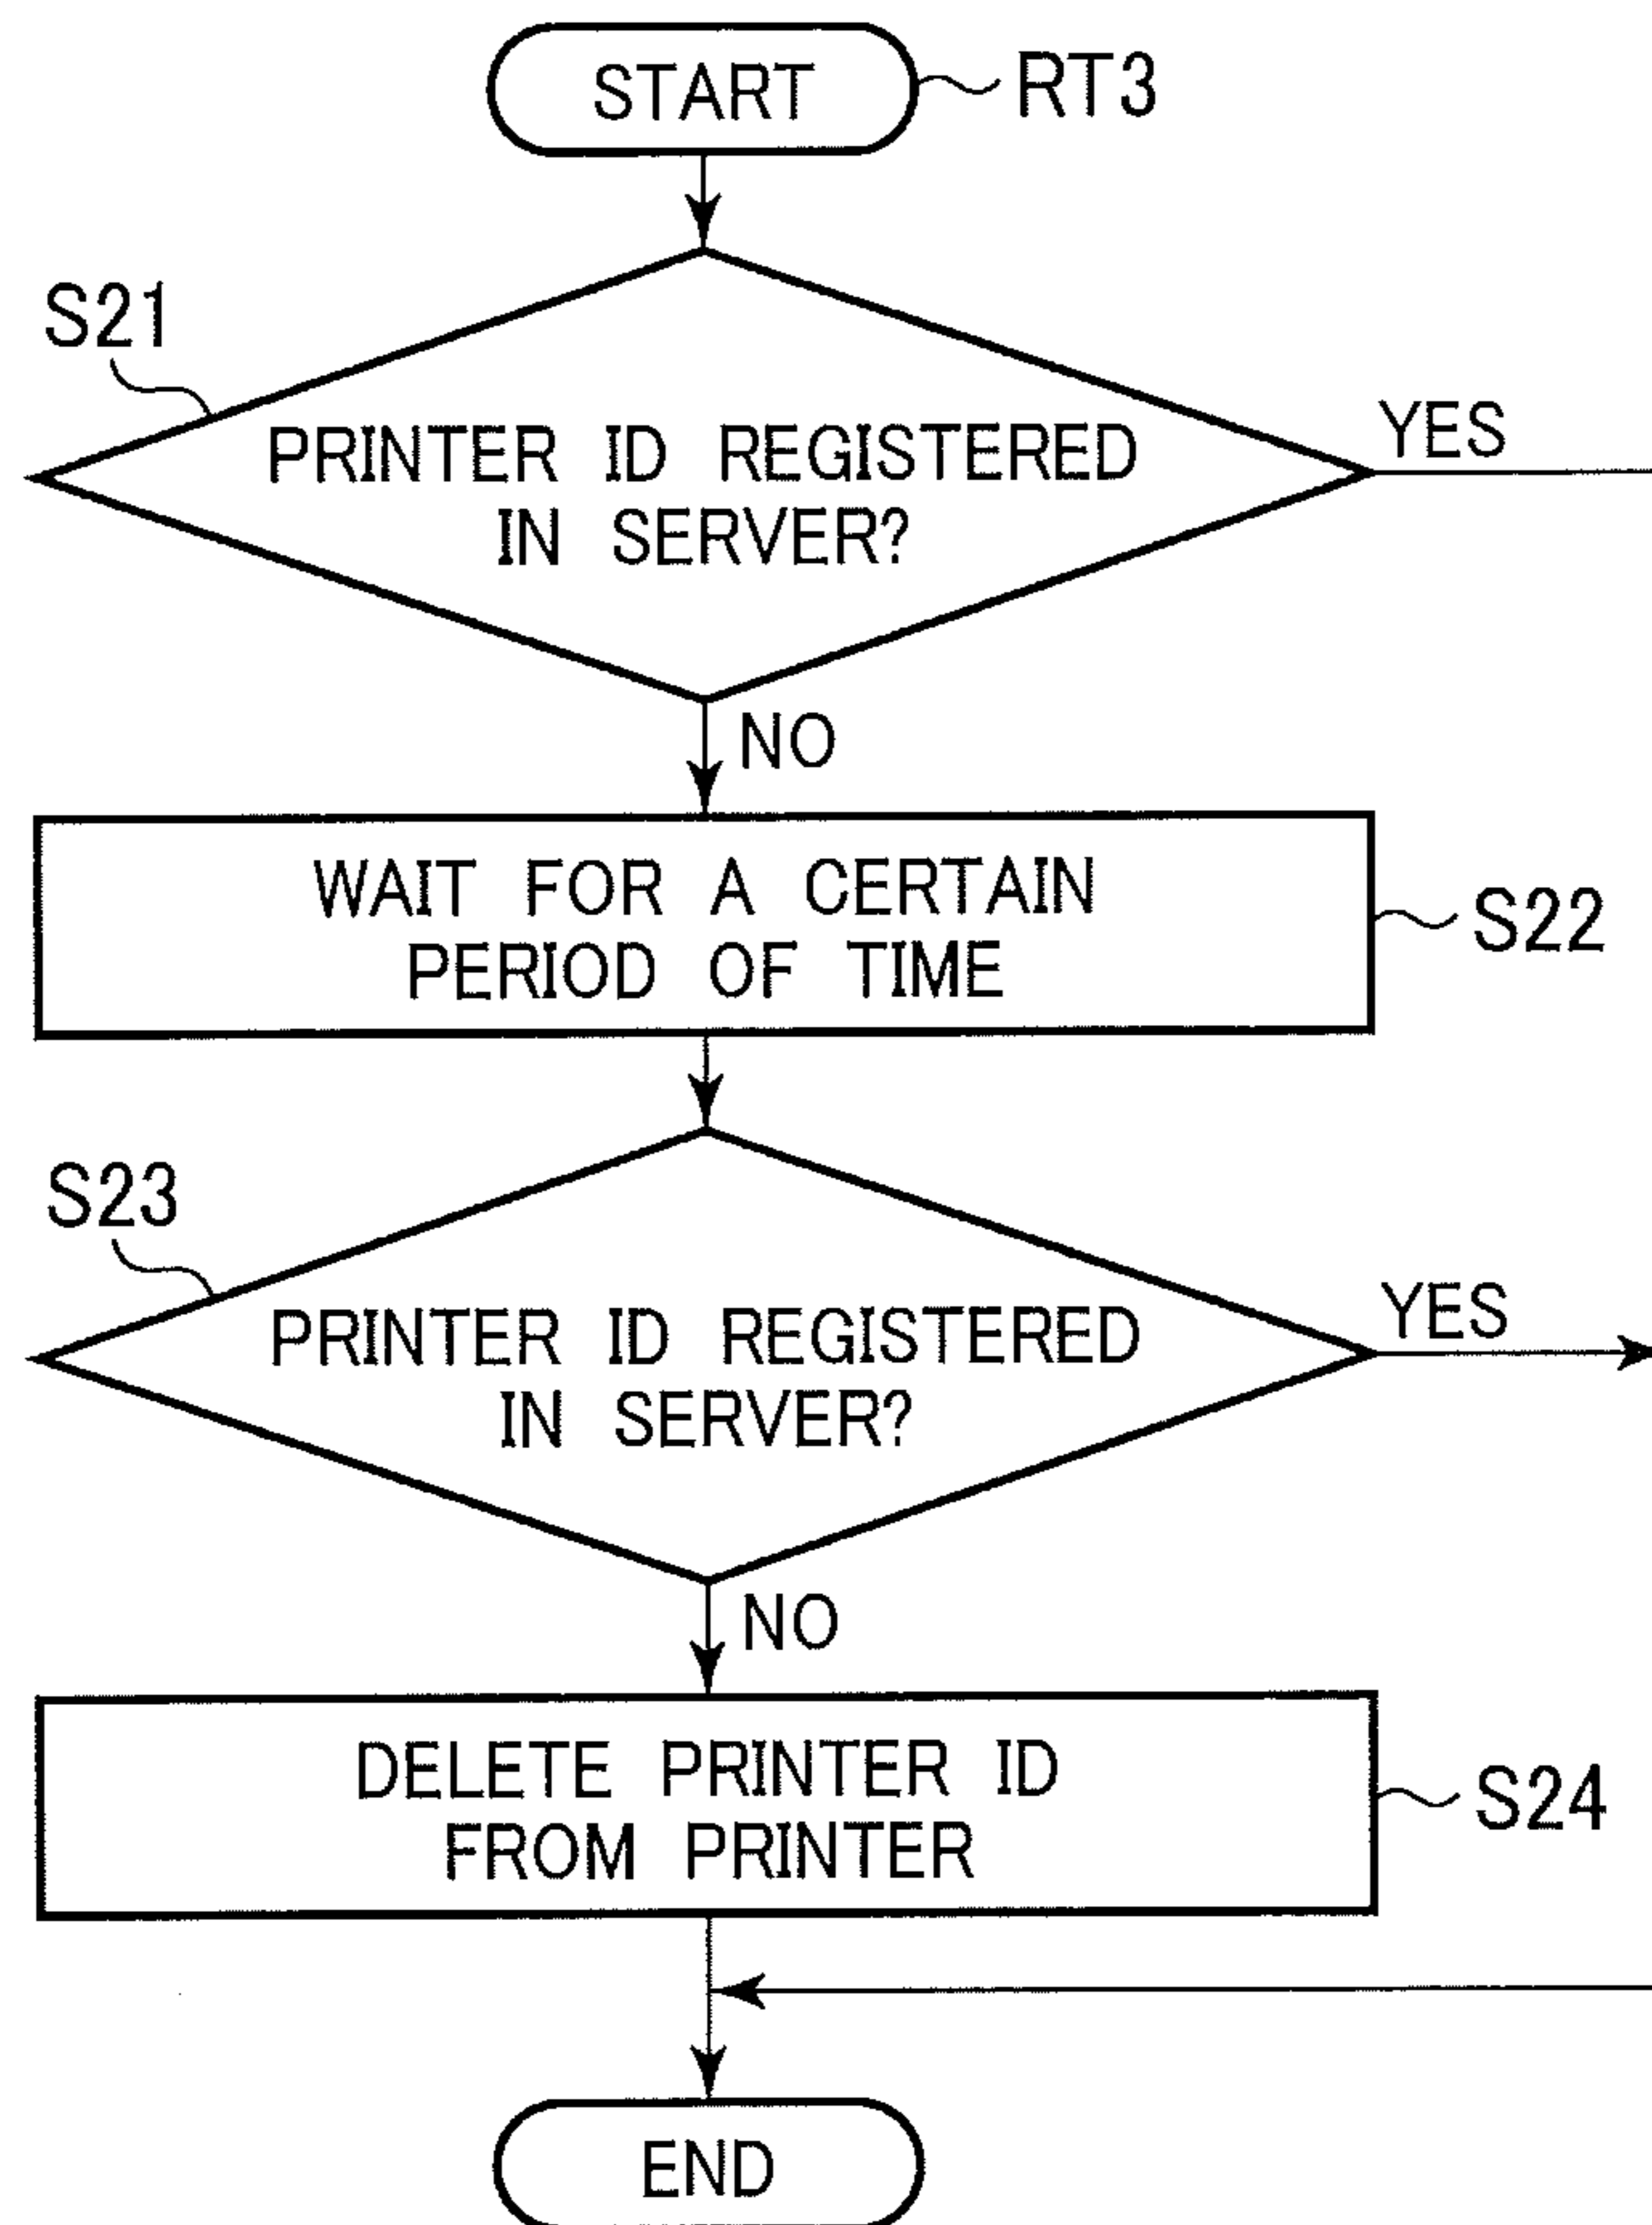 START
RT3
S21
PRINTER ID REGISTERED
IN SERVER?
YES
NO
WAIT FOR A CERTAIN
PERIOD OF TIME
S22
S23
PRINTER ID REGISTERED
IN SERVER?
YES
NO
DELETE PRINTER ID
FROM PRINTER
S24
END